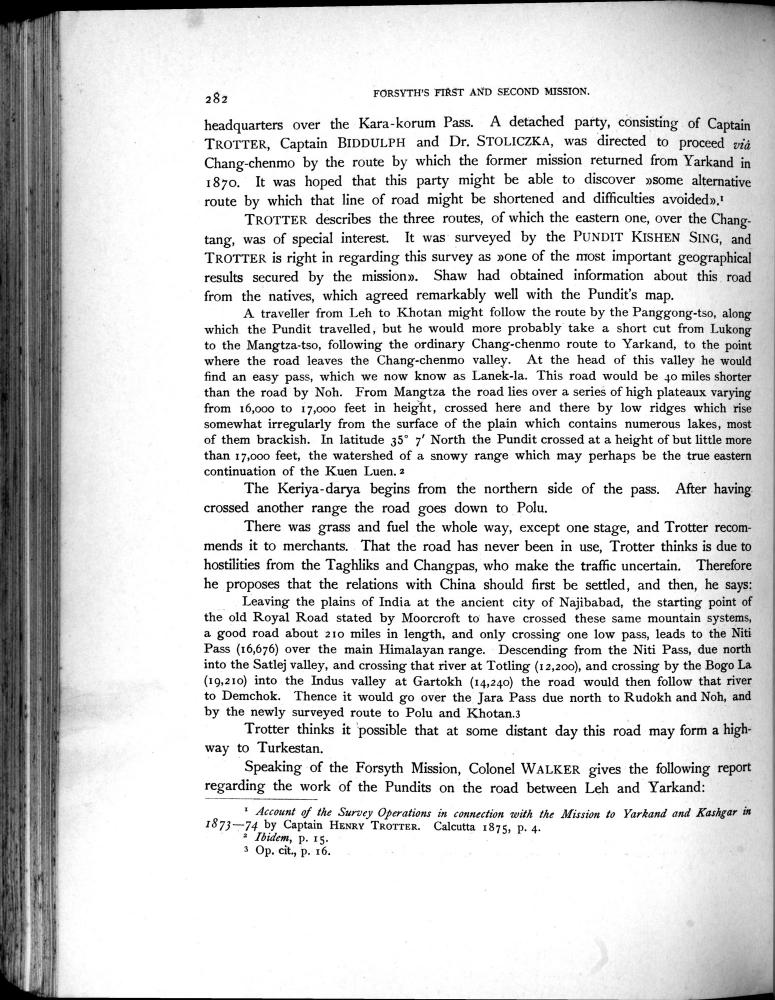 282
FORSYTH'S FIRST AND SECOND MISSION.
headquarters over the Kara-korum Pass. A detached party, consisting of Captain
TROTTER, Captain BIDDULPH and Dr. STOLICZKA, was directed to proceed viâ
Chang-chenmo by the route by which the former mission returned from Yarkand in
1870. It was hoped that this party might be able to discover »some alternative
route by which that line of road might be shortened and difficulties avoided».¹
TROTTER describes the three routes, of which the eastern one, over the Chang-
tang, was of special interest. It was surveyed by the PUNDIT KISHEN SING, and
TROTTER is right in regarding this survey as »one of the most important geographical
results secured by the mission». Shaw had obtained information about this road
from the natives, which agreed remarkably well with the Pundit's map.
A traveller from Leh to Khotan might follow the route by the Panggong-tso, along
which the Pundit travelled, but he would more probably take a short cut from Lukong
to the Mangtza-tso, following the ordinary Chang-chenmo route to Yarkand, to the point
where the road leaves the Chang-chenmo valley. At the head of this valley he would
find an easy pass, which we now know as Lanek-la. This road would be 40 miles shorter
than the road by Noh. From Mangtza the road lies over a series of high plateaux varying
from 16,000 to 17,000 feet in height, crossed here and there by low ridges which rise
somewhat irregularly from the surface of the plain which contains numerous lakes, most
of them brackish. In latitude 35° 7′ North the Pundit crossed at a height of but little more
than 17,000 feet, the watershed of a snowy range which may perhaps be the true eastern
continuation of the Kuen Luen. ²
The Keriya-darya begins from the northern side of the pass. After having
crossed another range the road goes down to Polu.
There was grass and fuel the whole way, except one stage, and Trotter recom-
mends it to merchants. That the road has never been in use, Trotter thinks is due to
hostilities from the Taghliks and Changpas, who make the traffic uncertain. Therefore
he proposes that the relations with China should first be settled, and then, he says:
Leaving the plains of India at the ancient city of Najibabad, the starting point of
the old Royal Road stated by Moorcroft to have crossed these same mountain systems,
a good road about 210 miles in length, and only crossing one low pass, leads to the Niti
Pass (16,676) over the main Himalayan range. Descending from the Niti Pass, due north
into the Satlej valley, and crossing that river at Totling (12,200), and crossing by the Bogo La
(19,210) into the Indus valley at Gartokh (14,240) the road would then follow that river
to Demchok. Thence it would go over the Jara Pass due north to Rudokh and Noh, and
by the newly surveyed route to Polu and Khotan.³
Trotter thinks it possible that at some distant day this road may form a high-
way to Turkestan.
Speaking of the Forsyth Mission, Colonel WALKER gives the following report
regarding the work of the Pundits on the road between Leh and Yarkand:
¹ Account of the Survey Operations in connection with the Mission to Yarkand and Kashgar in
1873—74 by Captain HENRY TROTTER. Calcutta 1875, p. 4.
² Ibidem, p. 15.
³ Op. cit., p. 16.